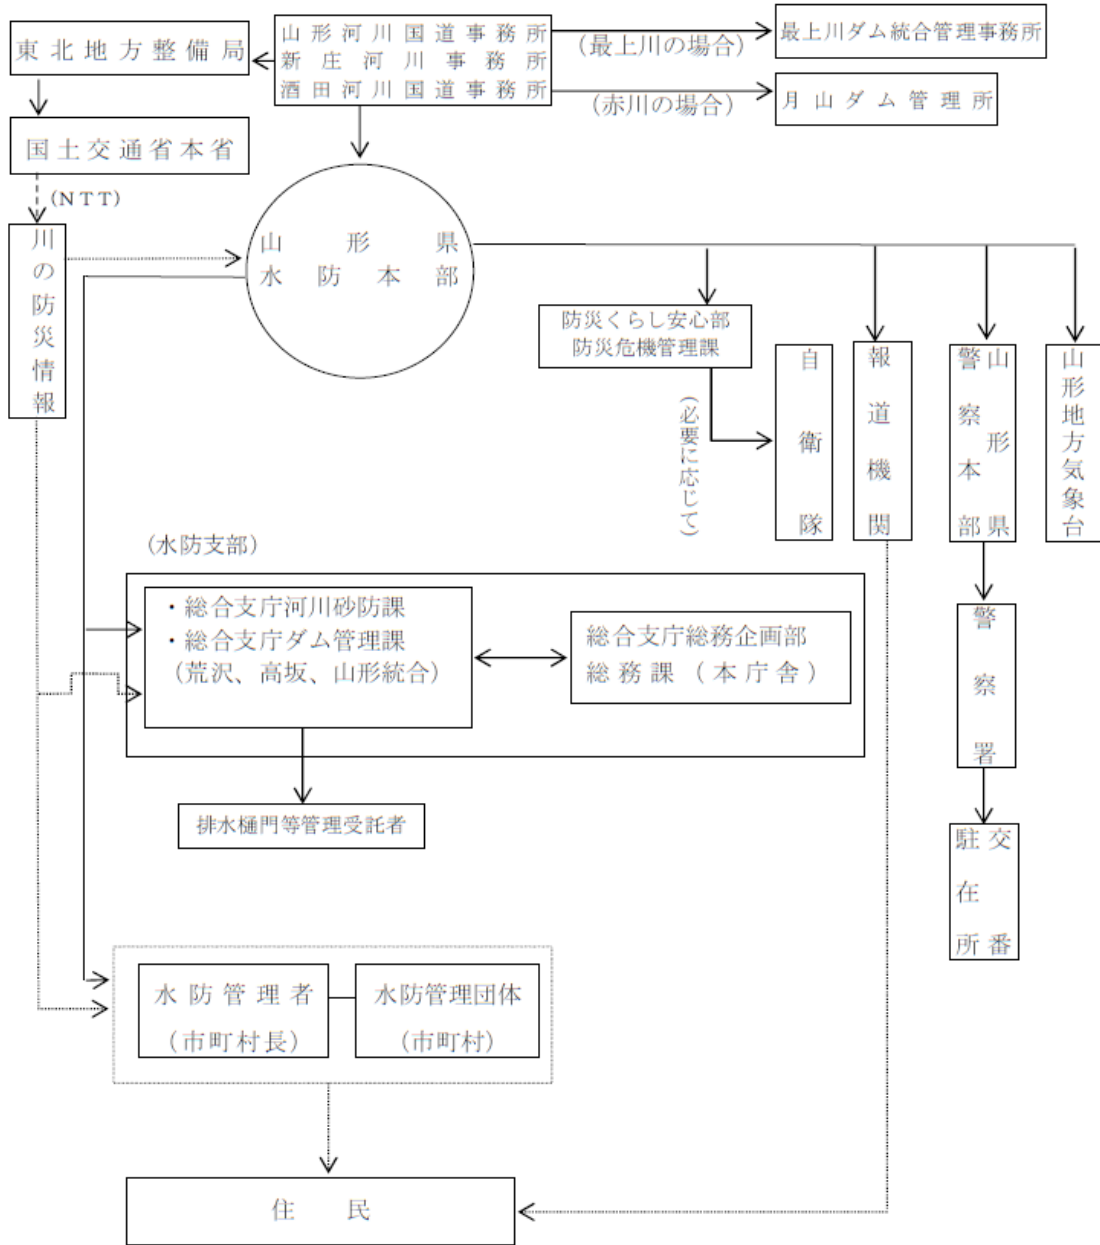 山形河川国道事務所
新庄河川事務所
酒田河川国道事務所
東北地方整備局
(最上川の場合)
最上川ダム統合管理事務所
(赤川の場合)
月山ダム管理所
国土交通省本省
(NTT)
川の防災情報
山形県
水防本部
防災くらし安心部
防災危機管理課
(必要に応じて)
自衛隊
報道機関
山形県
警察本部
山形地方気象台
(水防支部)
・総合支庁河川砂防課
・総合支庁ダム管理課
(荒沢、高坂、山形統合)
総合支庁総務企画部
総務課(本庁舎)
警察署
排水樋門等管理受託者
交番
駐在所
水防管理者
(市町村長)
水防管理団体
(市町村)
住民